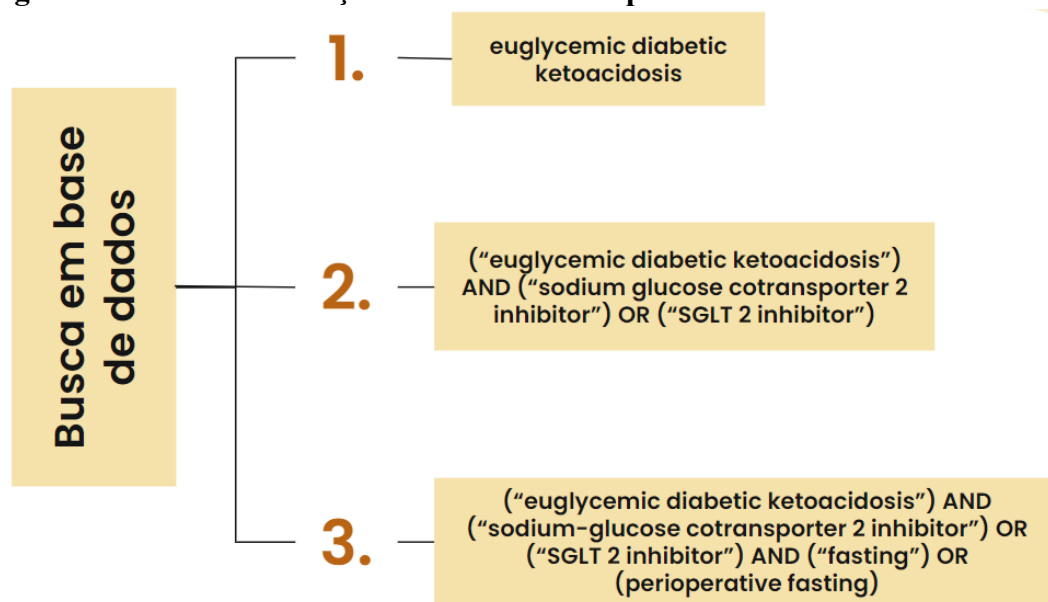 Busca em base
de dados
1.
euglycemic diabetic
ketoacidosis
2.
(“euglycemic diabetic ketoacidosis”)
AND (“sodium glucose cotransporter 2
inhibitor”) OR (“SGLT 2 inhibitor”)
3.
(“euglycemic diabetic ketoacidosis”) AND
(“sodium-glucose cotransporter 2 inhibitor”) OR
(“SGLT 2 inhibitor”) AND (“fasting”) OR
(perioperative fasting)